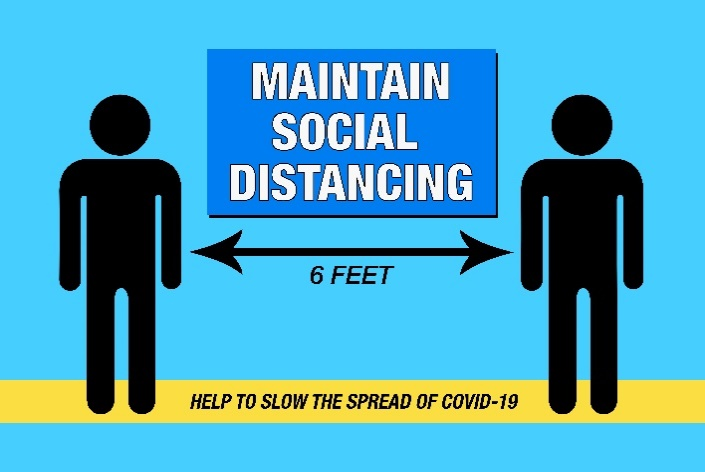 MAINTAIN
SOCIAL
DISTANCING
6 FEET
HELP TO SLOW THE SPREAD OF COVID-19